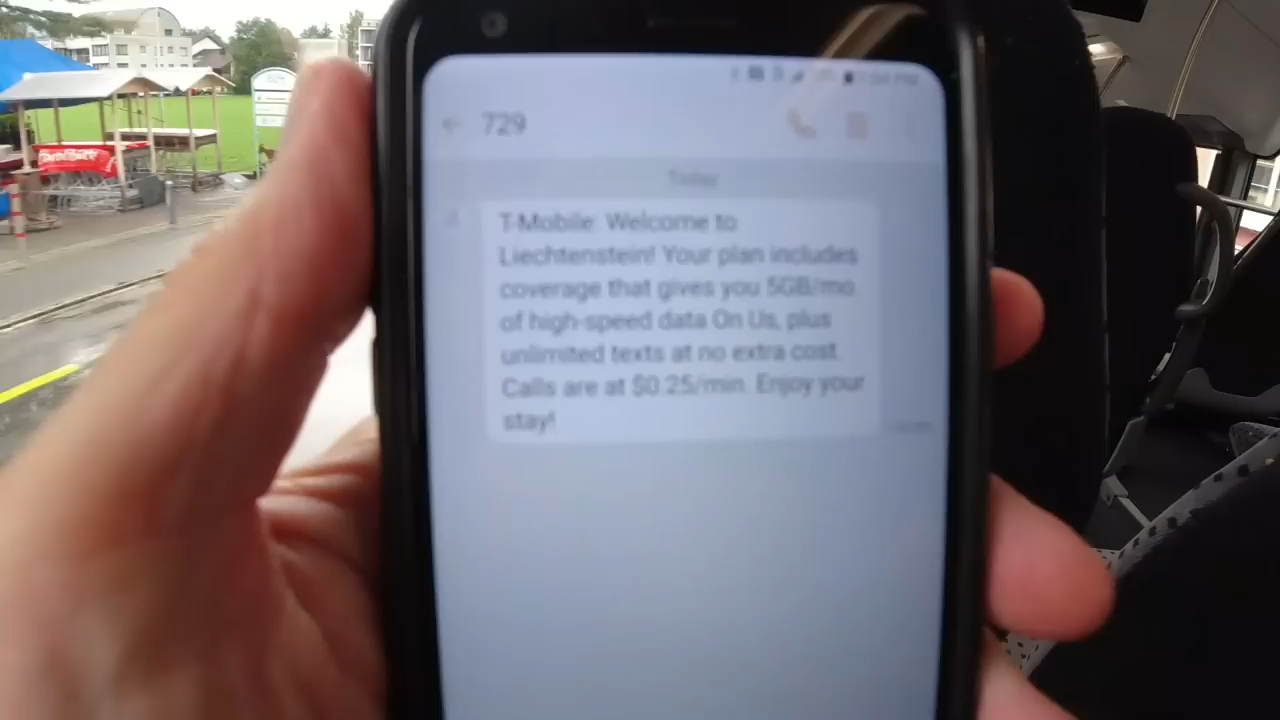 729
Today
T-Mobile: Welcome to
Liechtenstein! Your plan includes
coverage that gives you 5GB/mo
of high-speed data On Us, plus
unlimited texts at no extra cost.
Calls are at $0.25/min. Enjoy your
stay!